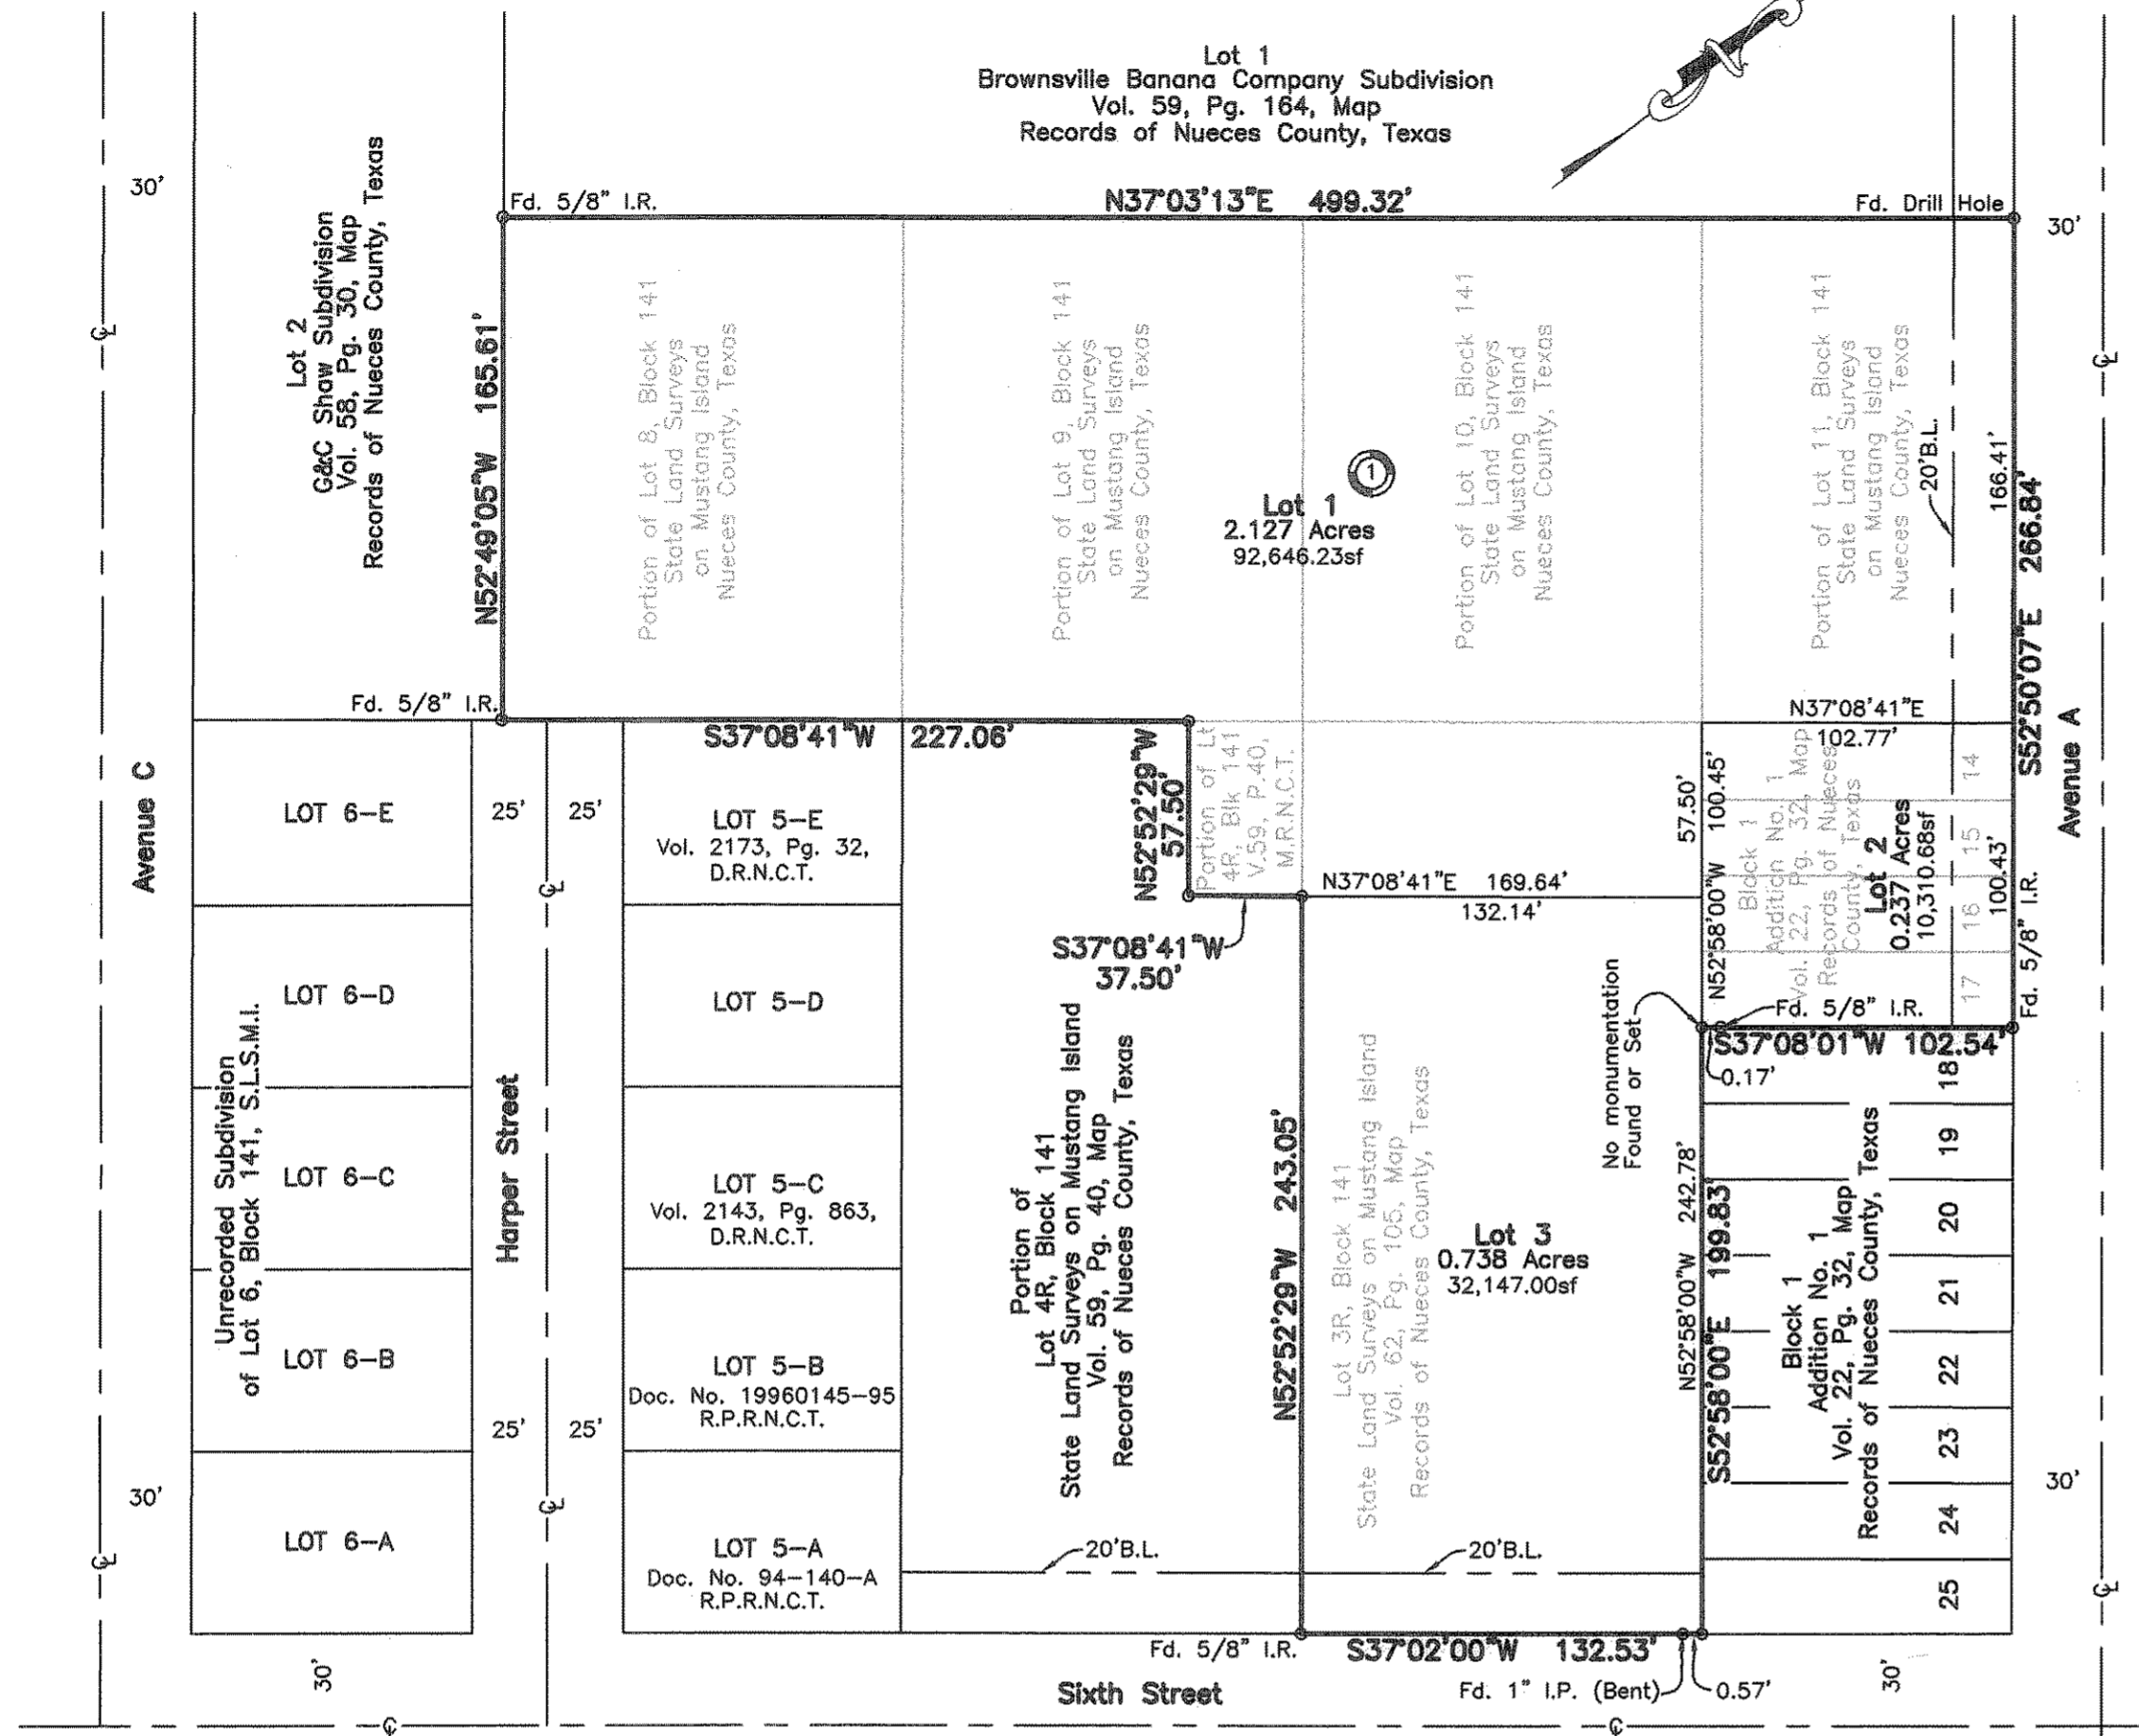 Lot 1
Brownsville Banana Company Subdivision
Vol. 59, Pg. 164, Map
Records of Nueces County, Texas
30'
Lot 2
G&C Shaw Subdivision
Vol. 58, Pg. 30, Map
Records of Nueces County, Texas
Fd. 5/8" I.R.
N37°03'13"E 499.32'
Fd. Drill Hole
30'
℄
℄
N52°49'05"W 165.61'
Portion of Lot 8, Block 141
State Land Surveys
on Mustang Island
Nueces County, Texas
Portion of Lot 9, Block 141
State Land Surveys
on Mustang Island
Nueces County, Texas
1
Lot 1
2.127 Acres
92,646.23sf
Portion of Lot 10, Block 141
State Land Surveys
on Mustang Island
Nueces County, Texas
Portion of Lot 11, Block 141
State Land Surveys
on Mustang Island
Nueces County, Texas
20'B.L.
166.41'
S52°50'07"E 266.84'
Fd. 5/8" I.R.
S37°08'41"W 227.06'
N52°52'29"W
57.50'
Portion of Lt
4R, Blk 141
V.59, P.40,
M.R.N.C.T.
N37°08'41"E
102.77'
57.50'
N52°58'00"W 100.45'
Block 1
Addition No. 1
Vol. 22, Pg. 32, Map
Records of Nueces
County, Texas
Lot 2
0.237 Acres
10,310.68sf
14
15
16
17
100.43'
Fd. 5/8" I.R.
Avenue A
Avenue C
LOT 6-E
25'
25'
LOT 5-E
Vol. 2173, Pg. 32,
D.R.N.C.T.
℄
N37°08'41"E 169.64'
132.14'
S37°08'41"W
37.50'
LOT 6-D
LOT 5-D
No monumentation
Found or Set
Fd. 5/8" I.R.
S37°08'01"W 102.54'
0.17'
Unrecorded Subdivision
of Lot 6, Block 141, S.L.S.M.I.
Harper Street
LOT 6-C
LOT 5-C
Vol. 2143, Pg. 863,
D.R.N.C.T.
Portion of
Lot 4R, Block 141
State Land Surveys on Mustang Island
Vol. 59, Pg. 40, Map
Records of Nueces County, Texas
N52°52'29"W 243.05'
Lot 3R, Block 141
State Land Surveys on Mustang Island
Vol. 62, Pg. 105, Map
Records of Nueces County, Texas
Lot 3
0.738 Acres
32,147.00sf
N52°58'00"W 242.78'
S52°58'00"E 199.83'
Block 1
Addition No. 1
Vol. 22, Pg. 32, Map
Records of Nueces County, Texas
18
19
20
21
22
23
24
25
LOT 6-B
LOT 5-B
Doc. No. 19960145-95
R.P.R.N.C.T.
25'
25'
30'
30'
℄
LOT 6-A
LOT 5-A
Doc. No. 94-140-A
R.P.R.N.C.T.
20'B.L.
20'B.L.
℄
℄
Fd. 5/8" I.R.
S37°02'00"W 132.53'
30'
Sixth Street
Fd. 1" I.P. (Bent)
0.57'
30'
℄
℄